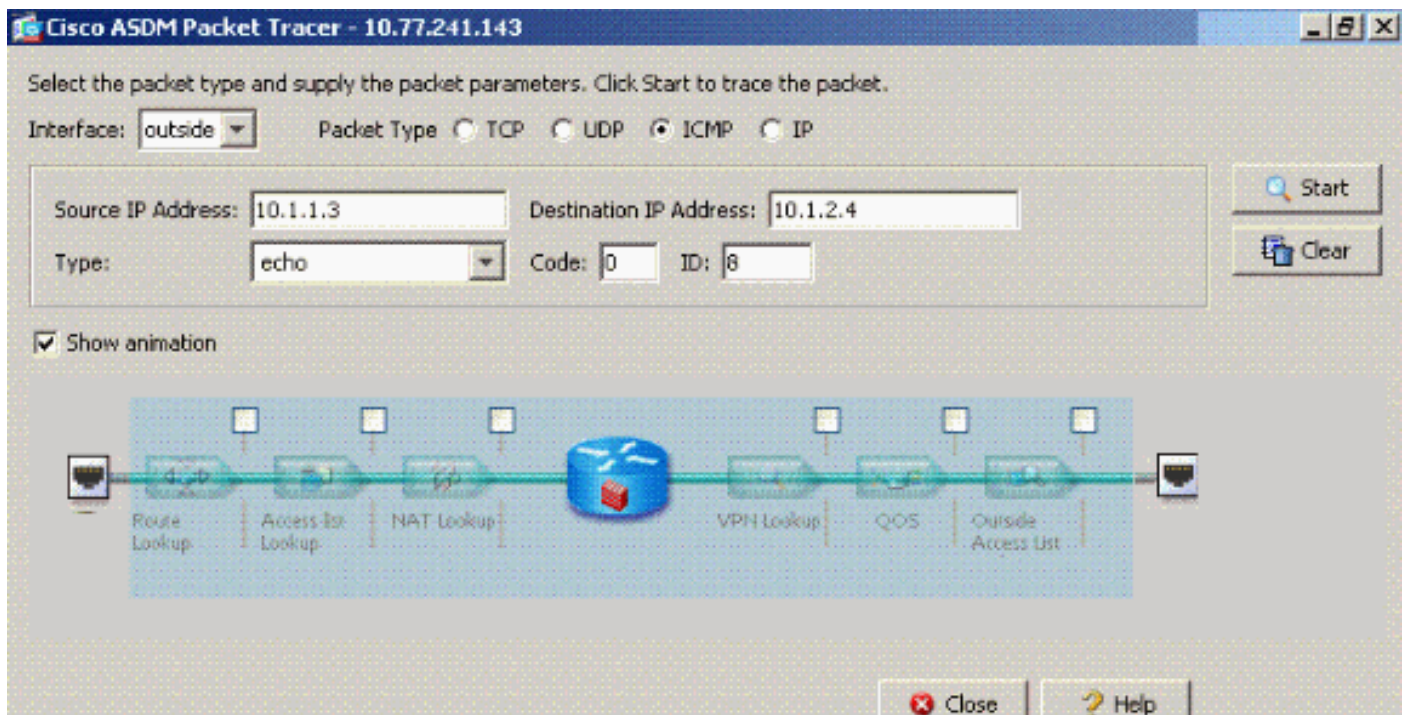 Cisco ASDM Packet Tracer - 10.77.241.143
Select the packet type and supply the packet parameters. Click Start to trace the packet.
Interface: outside Packet Type TCP UDP ICMP IP
Source IP Address: 10.1.1.3 Destination IP Address: 10.1.2.4
Start
Type: echo Code: 0 ID: 8
Clear
Show animation
Route Lookup
Access list Lookup
NAT Lookup
VPN Lookup
QOS
Outside Access List
Close Help